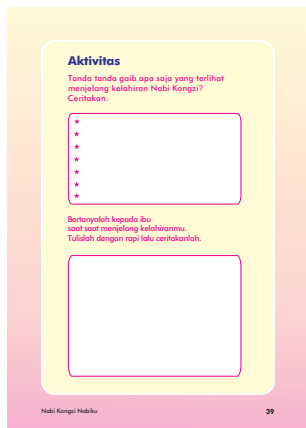 Aktivitas
Tanda tanda gaib apa saja yang terlihat
menjelang kelahiran Nabi Kongzi?
Ceritakan.
★
★
★
★
★
★
★
Bertanyalah kepada ibu
saat saat menjelang kelahiranmu.
Tulislah dengan rapi lalu ceritakanlah.
Nabi Kongzi Nabiku 39